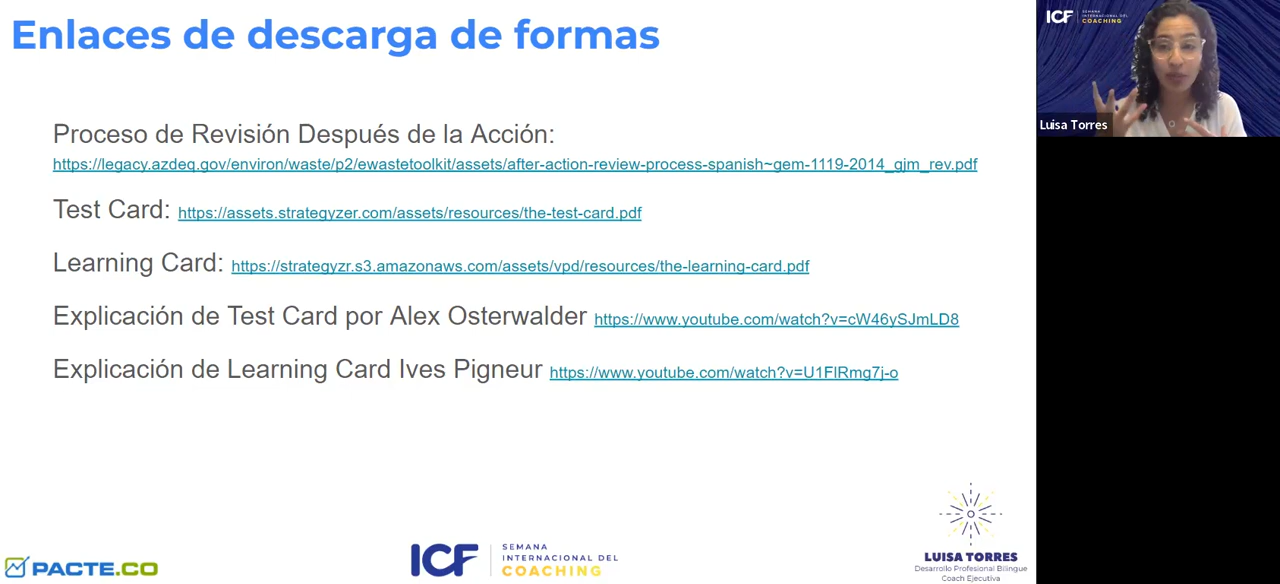 Enlaces de descarga de formas
Proceso de Revisión Después de la Acción:
https://legacy.azdeq.gov/environ/waste/p2/ewastetoolkit/assets/after-action-review-process-spanish~gem-1119-2014_gjm_rev.pdf
Test Card: https://assets.strategyzer.com/assets/resources/the-test-card.pdf
Learning Card: https://strategyzr.s3.amazonaws.com/assets/vpd/resources/the-learning-card.pdf
Explicación de Test Card por Alex Osterwalder https://www.youtube.com/watch?v=cW46ySJmLD8
Explicación de Learning Card Ives Pigneur https://www.youtube.com/watch?v=U1FlRmg7j-o
PACTE.CO
ICF
SEMANA
INTERNACIONAL DEL
COACHING
LUISA TORRES
Desarrollo Profesional Bilingue
Coach Ejecutiva
ICF
SEMANA
INTERNACIONAL DEL
COACHING
Luisa Torres